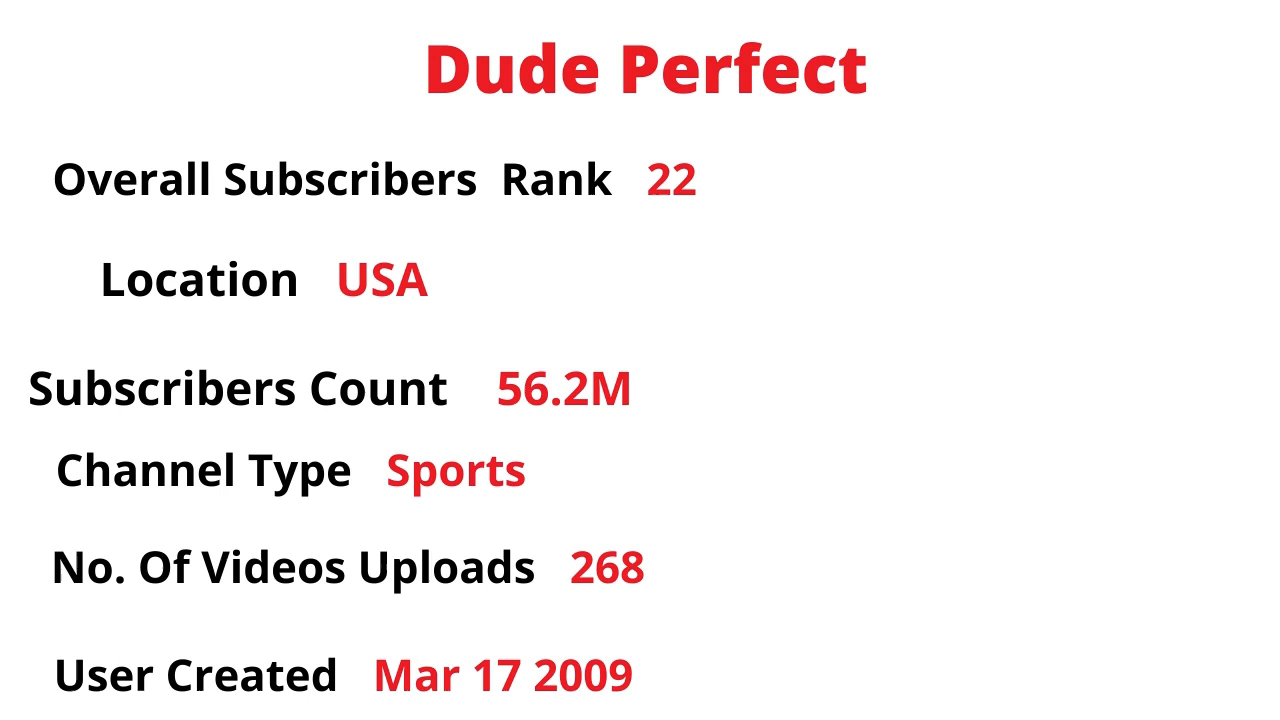 Dude Perfect
Overall Subscribers Rank 22
Location USA
Subscribers Count 56.2M
Channel Type Sports
No. Of Videos Uploads 268
User Created Mar 17 2009